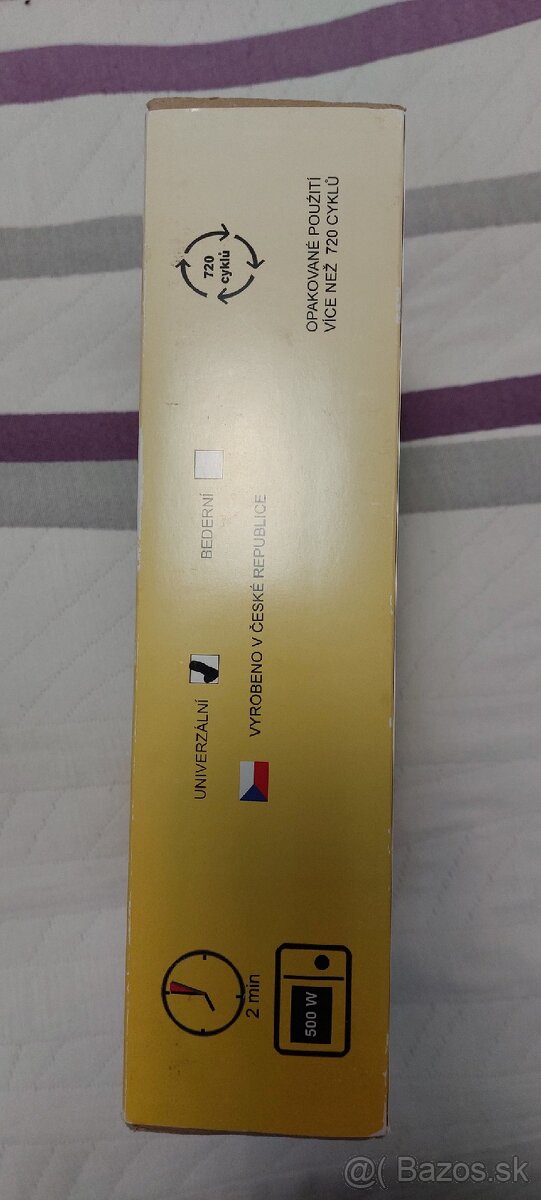 2 min
500 W
UNIVERZÁLNÍ
BEDERNÍ
VYROBENO V ČESKÉ REPUBLICE
720
cyklů
OPAKOVANÉ POUŽITÍ
VÍCE NEŽ 720 CYKLŮ
@( Bazos.sk